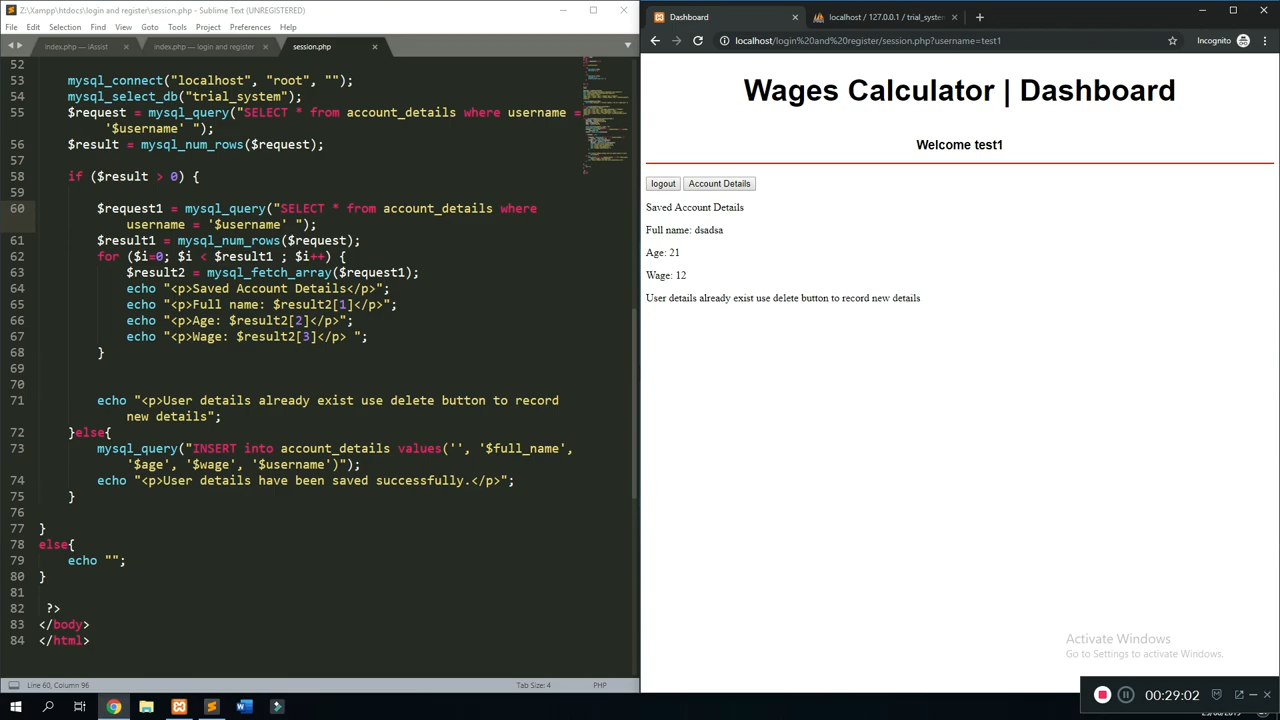 Z:\Xampp\htdocs\login and register\session.php - Sublime Text (UNREGISTERED)
File Edit Selection Find View Goto Tools Project Preferences
index.php — iAssist × index.php — login and register × session.php ×
52
53 mysql_connect("localhost", "root", "");
54 mysql_select_db("trial_system");
55 $request = mysql_query("SELECT * from account_details where username =
'$username' ");
56 $result = mysql_num_rows($request);
57
58 if ($result > 0) {
59
60 $request1 = mysql_query("SELECT * from account_details where
username = '$username' ");
61 $result1 = mysql_num_rows($request);
62 for ($i=0; $i < $result1 ; $i++) {
63 $result2 = mysql_fetch_array($request1);
64 echo "<p>Saved Account Details</p>";
65 echo "<p>Full name: $result2[1]</p>";
66 echo "<p>Age: $result2[2]</p>";
67 echo "<p>Wage: $result2[3]</p> ";
68 }
69
70
71 echo "<p>User details already exist use delete button to record
new details";
72 }else{
73 mysql_query("INSERT into account_details values('', '$full_name',
'$age', '$wage', '$username')");
74 echo "<p>User details have been saved successfully.</p>";
75 }
76
77 }
78 else{
79 echo "";
80 }
81
82 ?>
83 </body>
84 </html>
Line 60, Column 96 Tab Size: 4 PHP
Dashboard × localhost / 127.0.0.1 / trial_system ×
localhost/login%20and%20register/session.php?username=test1 Incognito
Wages Calculator | Dashboard
Welcome test1
logout Account Details
Saved Account Details
Full name: dsadsa
Age: 21
Wage: 12
User details already exist use delete button to record new details
Activate Windows
Go to Settings to activate Windows.
00:29:02